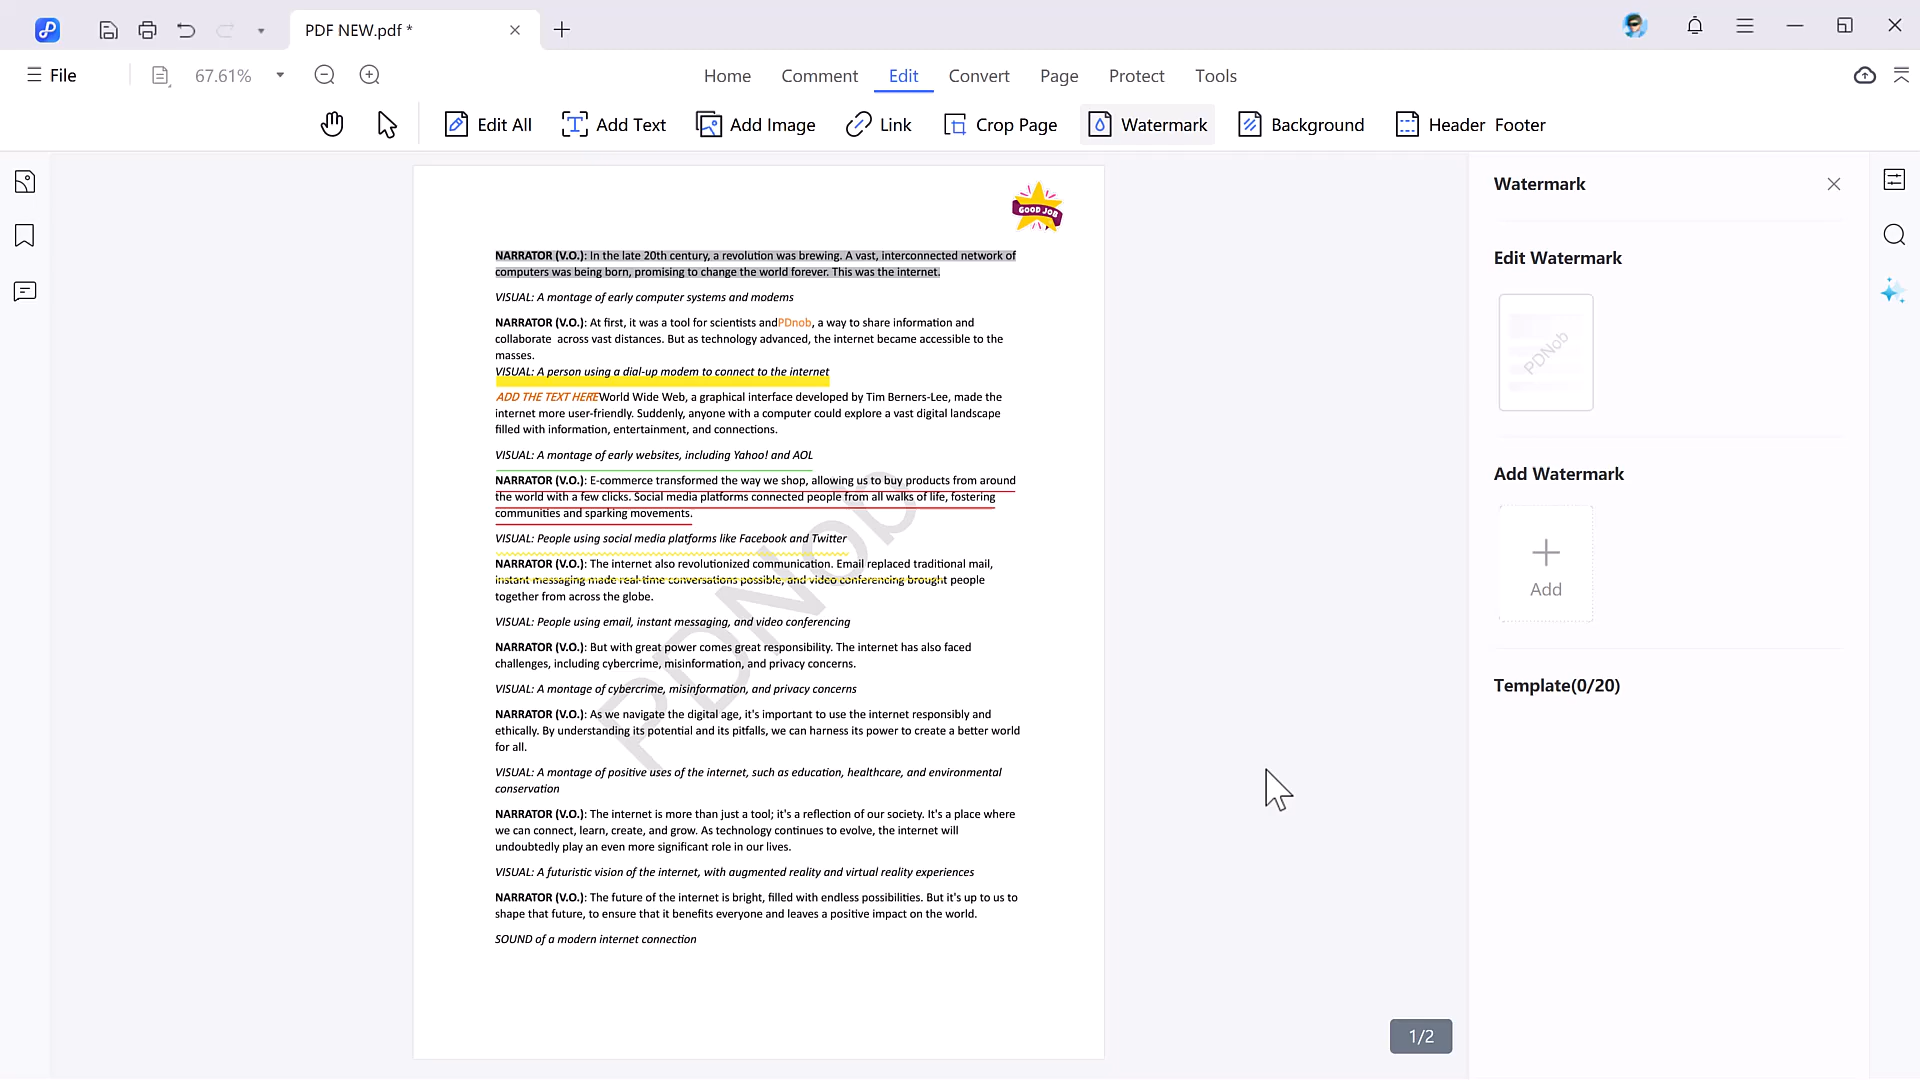 PDF NEW.pdf *
File
67.61%
Home
Comment
Edit
Convert
Page
Protect
Tools
Edit All
Add Text
Add Image
Link
Crop Page
Watermark
Background
Header Footer
GOOD JOB
NARRATOR (V.O.): In the late 20th century, a revolution was brewing. A vast, interconnected network of
computers was being born, promising to change the world forever. This was the internet.
VISUAL: A montage of early computer systems and modems
NARRATOR (V.O.): At first, it was a tool for scientists andPDnob, a way to share information and
collaborate across vast distances. But as technology advanced, the internet became accessible to the
masses.
VISUAL: A person using a dial-up modem to connect to the internet
ADD THE TEXT HEREWorld Wide Web, a graphical interface developed by Tim Berners-Lee, made the
internet more user-friendly. Suddenly, anyone with a computer could explore a vast digital landscape
filled with information, entertainment, and connections.
VISUAL: A montage of early websites, including Yahoo! and AOL
NARRATOR (V.O.): E-commerce transformed the way we shop, allowing us to buy products from around
the world with a few clicks. Social media platforms connected people from all walks of life, fostering
communities and sparking movements.
VISUAL: People using social media platforms like Facebook and Twitter
NARRATOR (V.O.): The internet also revolutionized communication. Email replaced traditional mail,
instant messaging made real-time conversations possible, and video conferencing brought people
together from across the globe.
VISUAL: People using email, instant messaging, and video conferencing
NARRATOR (V.O.): But with great power comes great responsibility. The internet has also faced
challenges, including cybercrime, misinformation, and privacy concerns.
VISUAL: A montage of cybercrime, misinformation, and privacy concerns
NARRATOR (V.O.): As we navigate the digital age, it's important to use the internet responsibly and
ethically. By understanding its potential and its pitfalls, we can harness its power to create a better world
for all.
VISUAL: A montage of positive uses of the internet, such as education, healthcare, and environmental
conservation
NARRATOR (V.O.): The internet is more than just a tool; it's a reflection of our society. It's a place where
we can connect, learn, create, and grow. As technology continues to evolve, the internet will
undoubtedly play an even more significant role in our lives.
VISUAL: A futuristic vision of the internet, with augmented reality and virtual reality experiences
NARRATOR (V.O.): The future of the internet is bright, filled with endless possibilities. But it's up to us to
shape that future, to ensure that it benefits everyone and leaves a positive impact on the world.
SOUND of a modern internet connection
PDNob
1/2
Watermark
Edit Watermark
PDNob
Add Watermark
Add
Template(0/20)